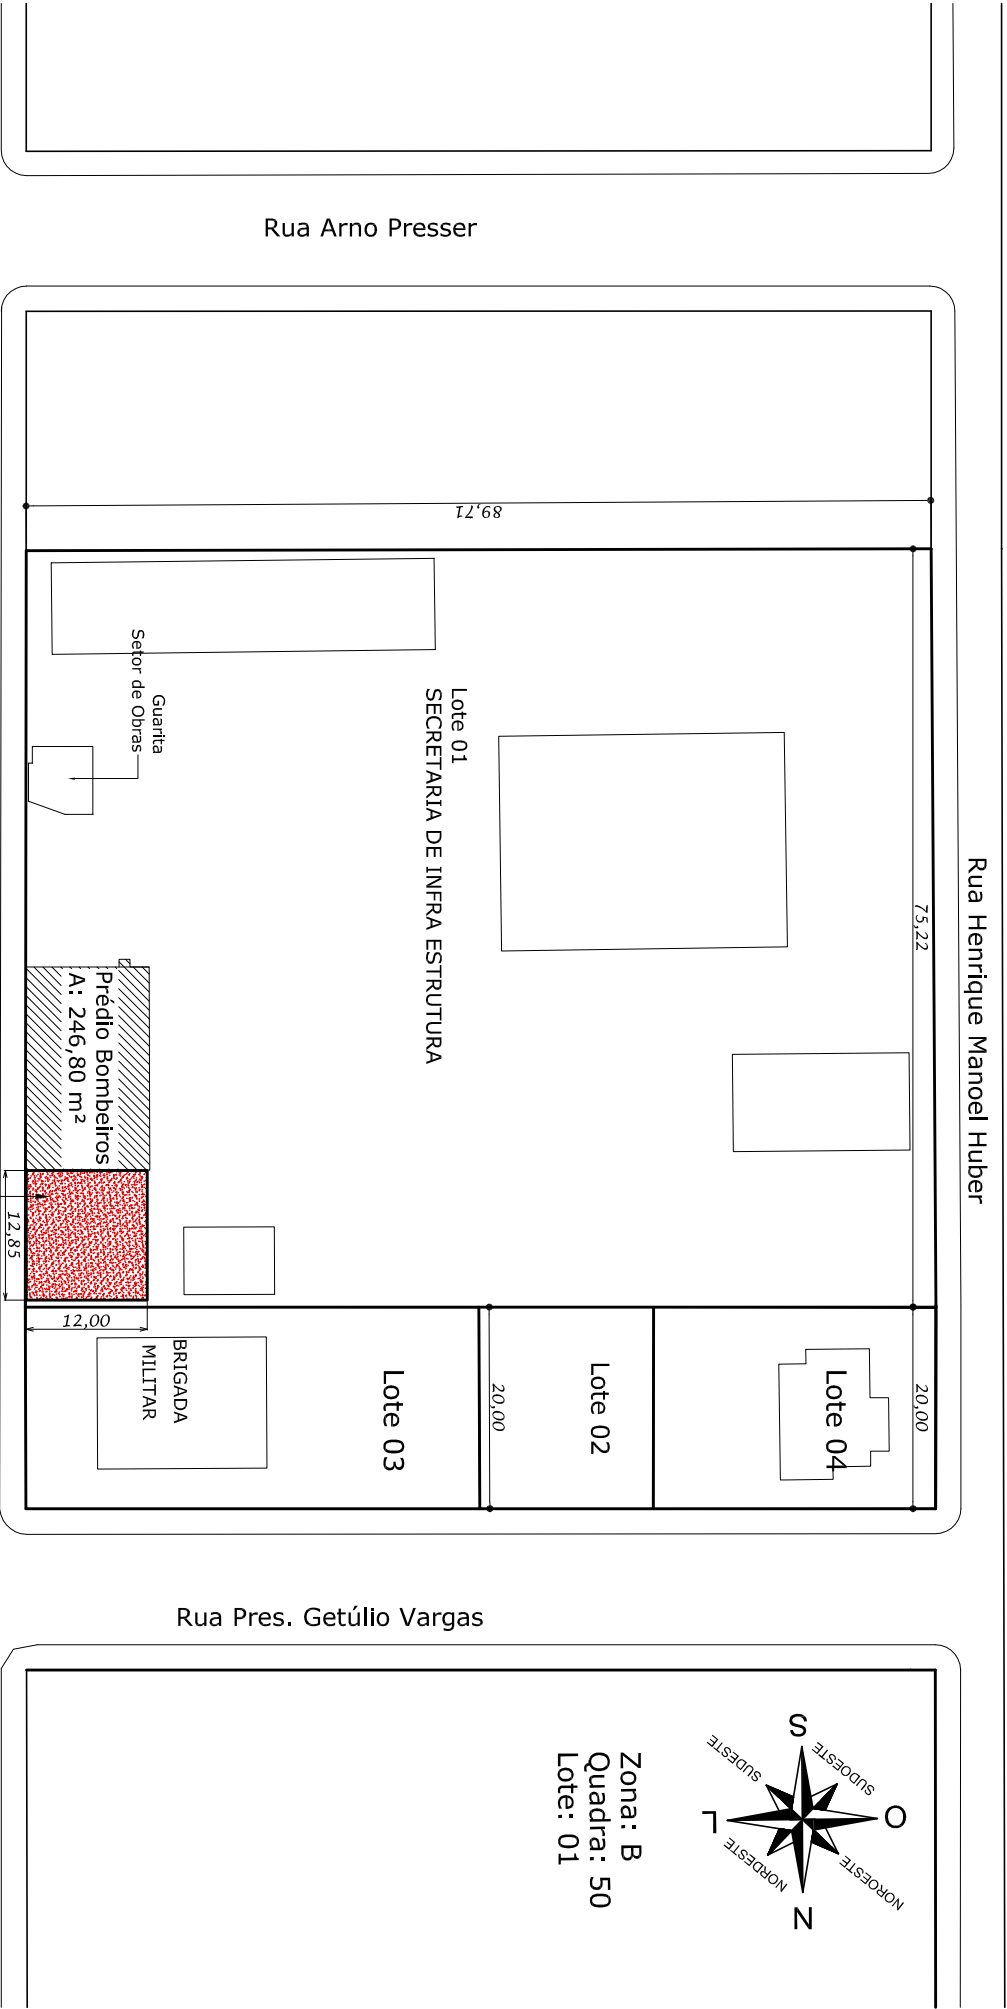 Rua Arno Presser
89,71
75,22
Rua Henrique Manoel Huber
Lote 01
SECRETARIA DE INFRA ESTRUTURA
Guarita
Setor de Obras
Prédio Bombeiros
A: 246,80 m²
12,85
12,00
BRIGADA
MILITAR
Lote 03
20,00
Lote 02
Lote 04
20,00
Rua Pres. Getúlio Vargas
Zona: B
Quadra: 50
Lote: 01
S
SUDOESTE
O
NOROESTE
N
NORDESTE
L
SUDESTE